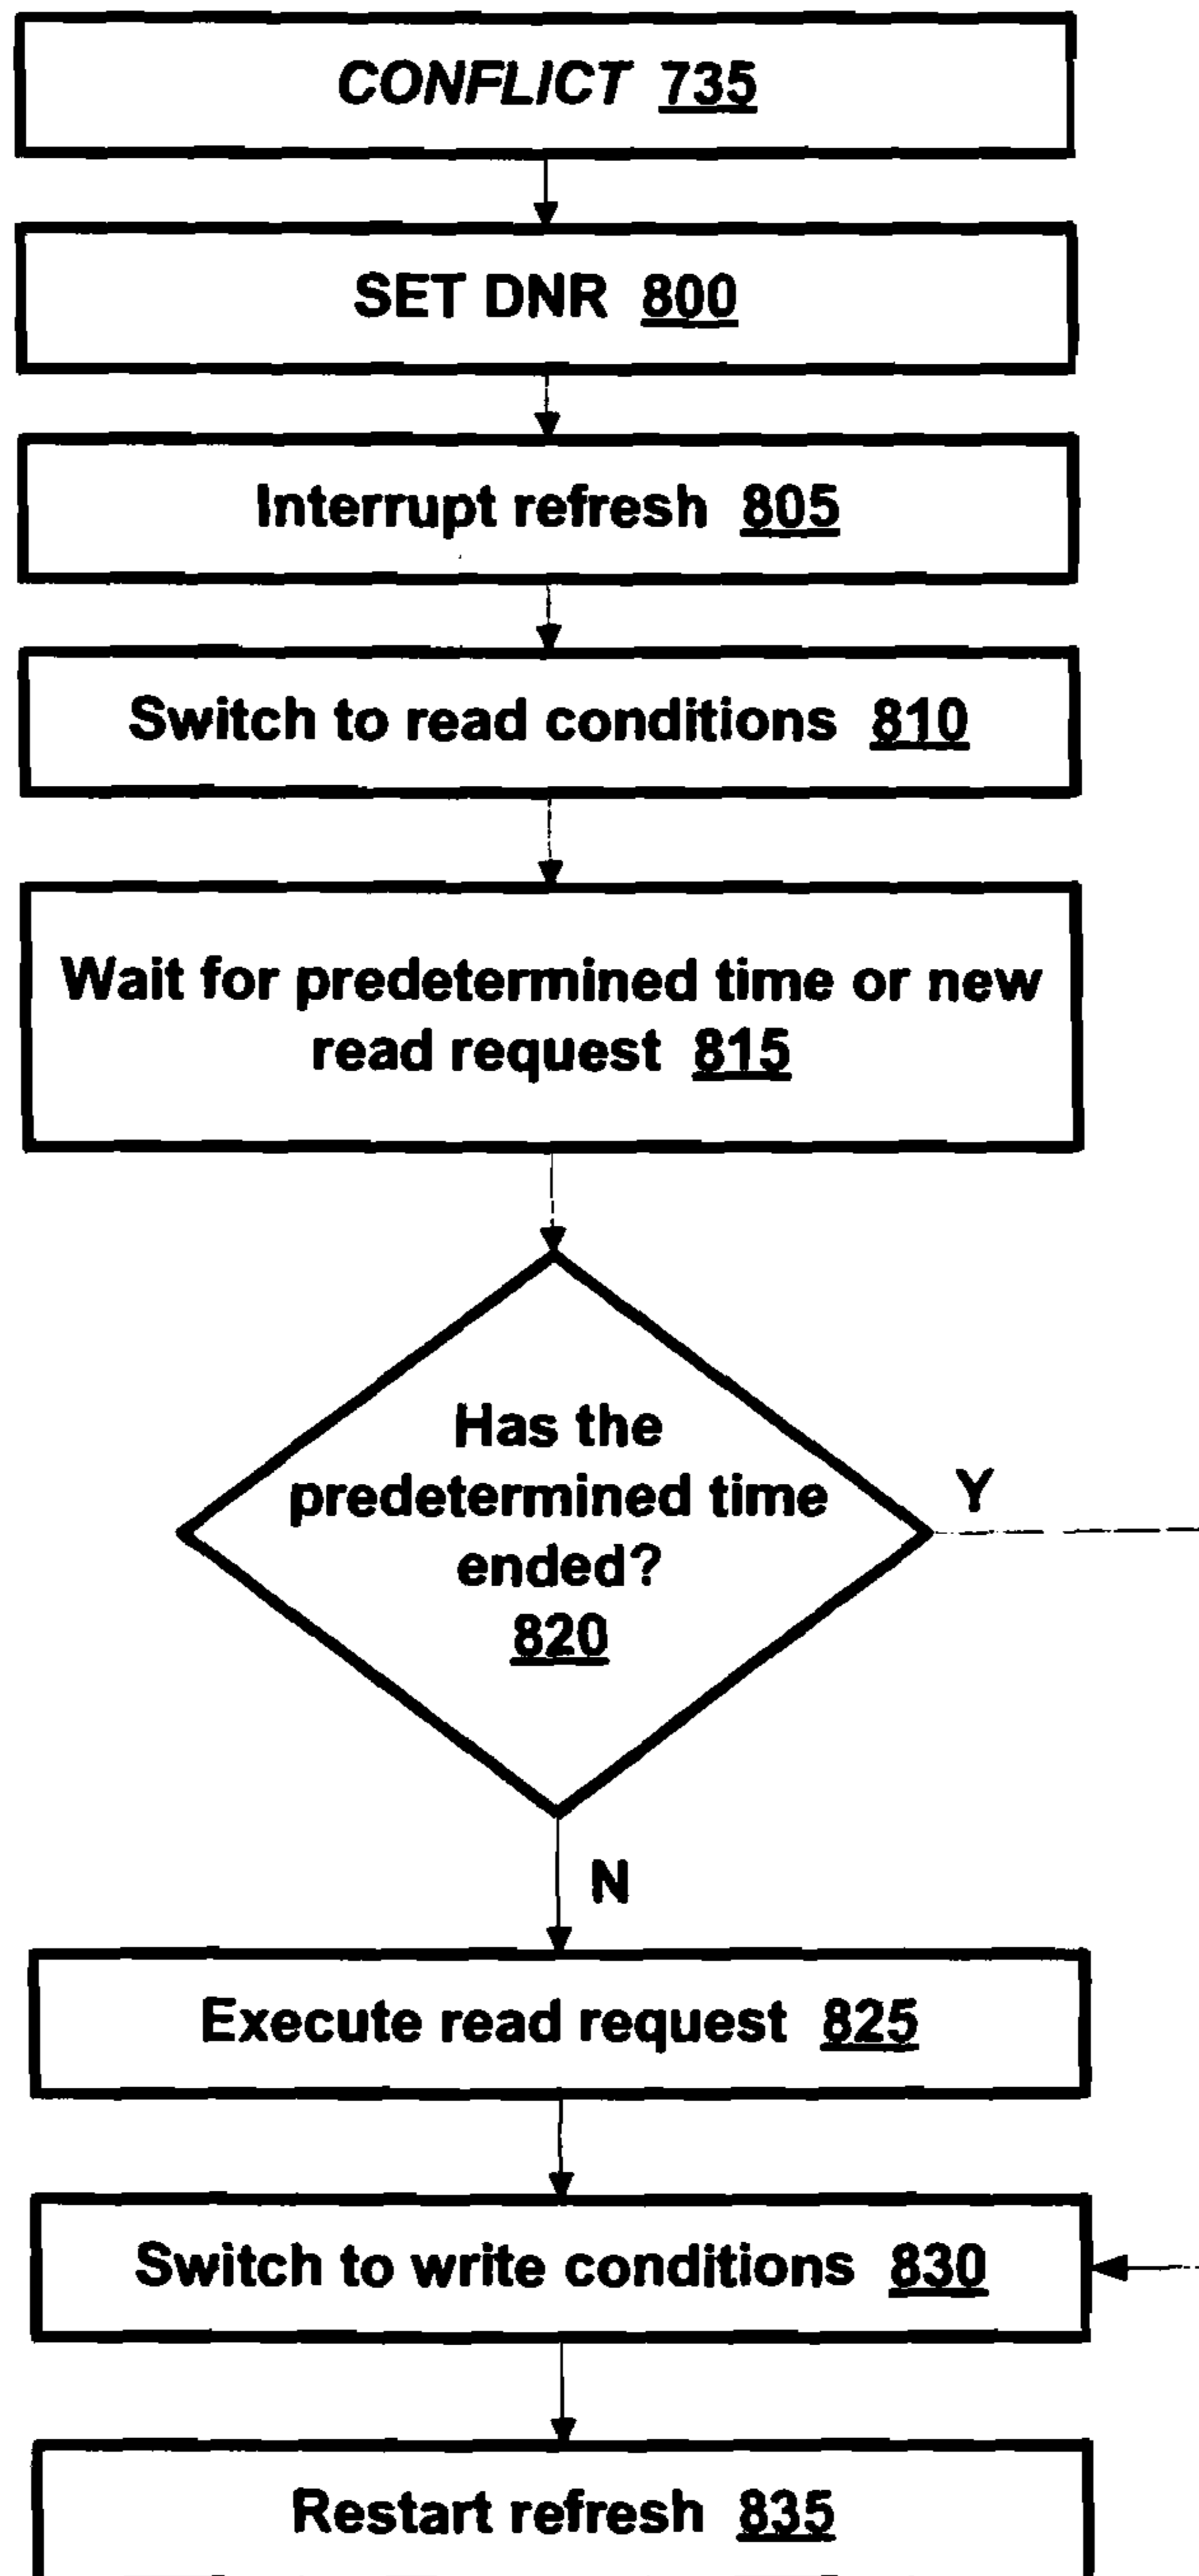 CONFLICT 735
SET DNR 800
Interrupt refresh 805
Switch to read conditions 810
Wait for predetermined time or new
read request 815
Has the
predetermined time
ended?
820
Y
N
Execute read request 825
Switch to write conditions 830
Restart refresh 835